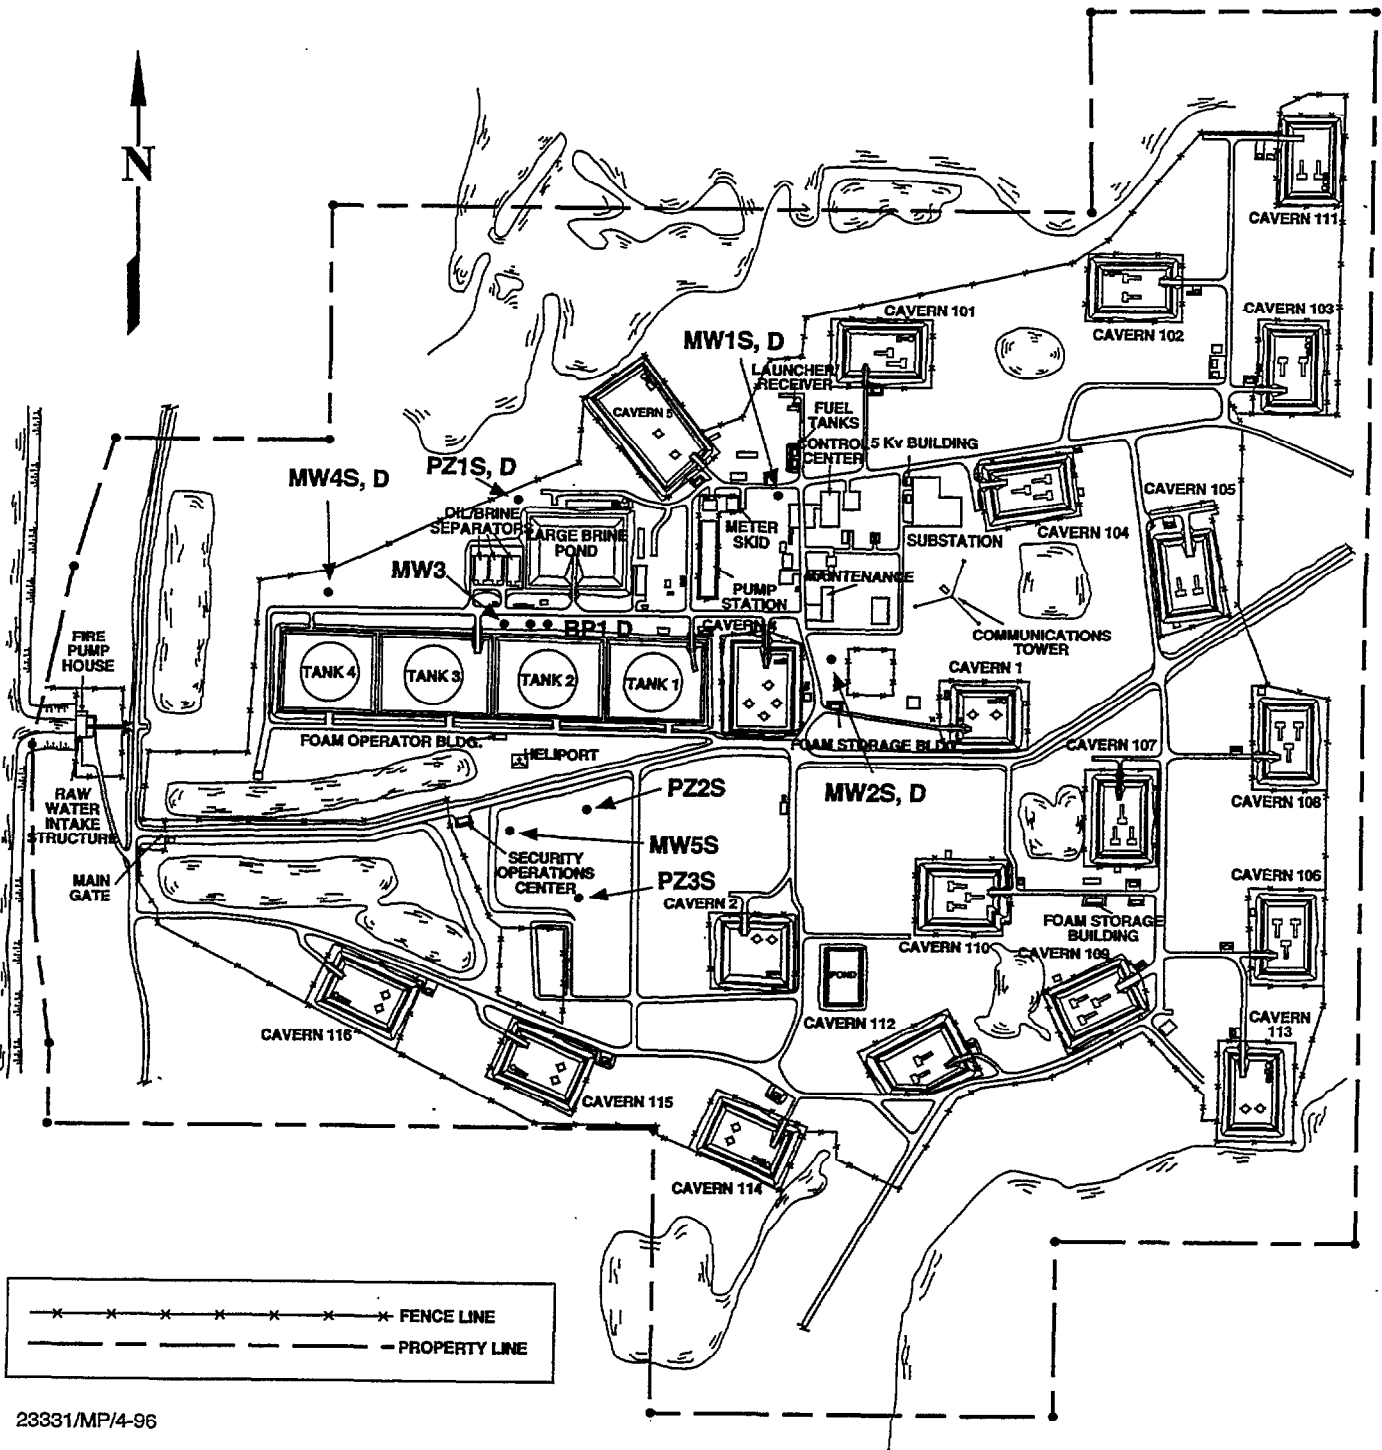 N
CAVERN 111
CAVERN 101
CAVERN 102
CAVERN 103
MW1S, D
LAUNCHER/
RECEIVER
CAVERN 5
FUEL
TANKS
CONTROL
CENTER
5 Kv BUILDING
PZ1S, D
MW4S, D
CAVERN 105
OIL/BRINE
SEPARATORS
LARGE BRINE
POND
METER
SKID
SUBSTATION
CAVERN 104
MW3
PUMP
STATION
MAINTENANCE
BP1 D
CAVERN 4
COMMUNICATIONS
TOWER
FIRE
PUMP
HOUSE
TANK 4
TANK 3
TANK 2
TANK 1
CAVERN 1
FOAM OPERATOR BLDG.
HELIPORT
FOAM STORAGE BLDG.
CAVERN 107
RAW
WATER
INTAKE
STRUCTURE
PZ2S
MW2S, D
CAVERN 108
MW5S
SECURITY
OPERATIONS
CENTER
MAIN
GATE
PZ3S
CAVERN 2
CAVERN 106
FOAM STORAGE
BUILDING
CAVERN 110
CAVERN 109
POND
CAVERN 112
CAVERN
113
CAVERN 116
CAVERN 115
CAVERN 114
FENCE LINE
PROPERTY LINE
23331/MP/4-96